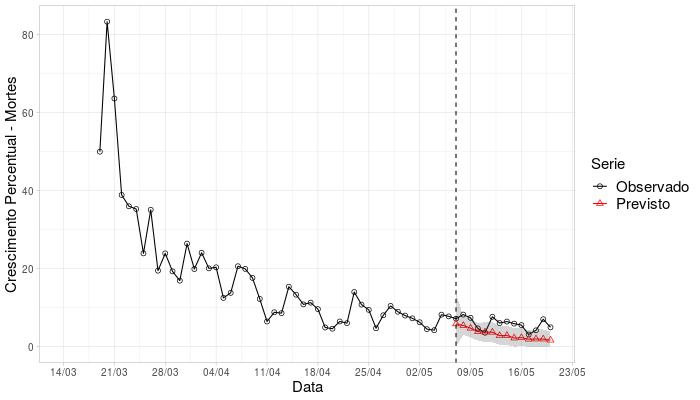 Crescimento Percentual - Mortes
80
60
40
20
0
14/03 21/03 28/03 04/04 11/04 18/04 25/04 02/05 09/05 16/05 23/05
Data
Serie
Observado
Previsto